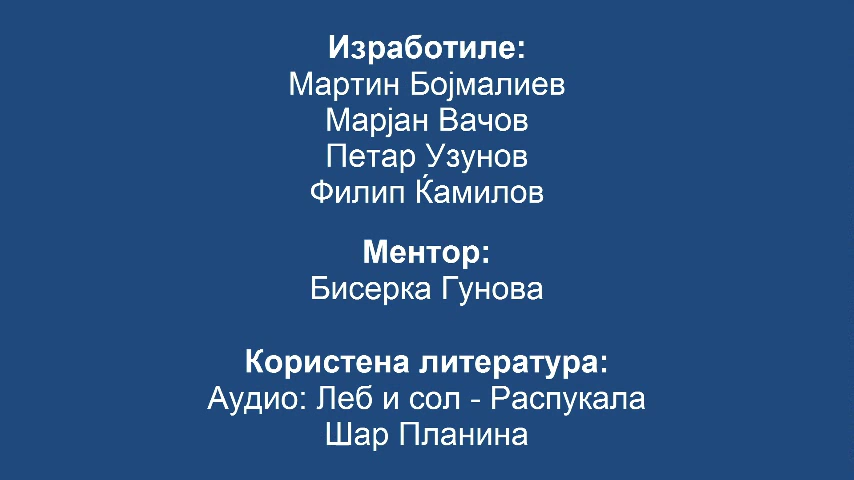 Изработиле:
Мартин Бојмалиев
Марјан Вачов
Петар Узунов
Филип Ќамилов
Ментор:
Бисерка Гунова
Користена литература:
Аудио: Леб и сол - Распукала
Шар Планина